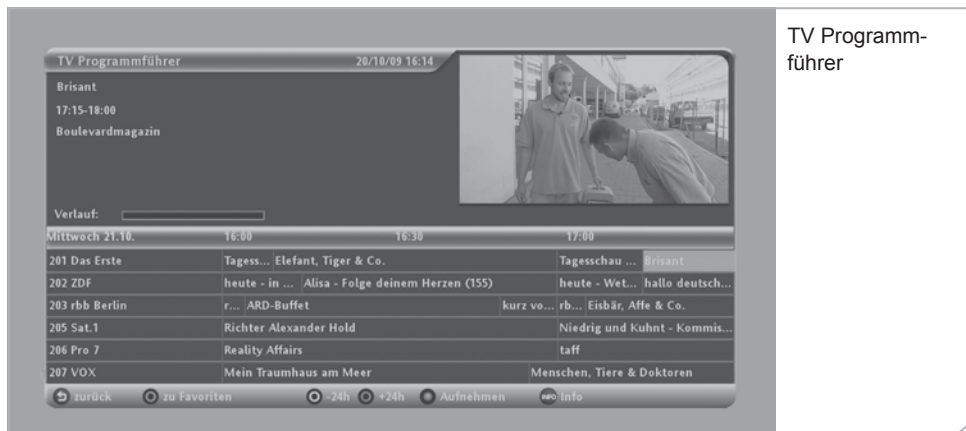 TV Programm-
führer
TV Programmführer 20/10/09 16:14
Brisant
17:15-18:00
Boulevardmagazin
Verlauf:
Mittwoch 21.10. 16:00 16:30 17:00
201 Das Erste Tagess... Elefant, Tiger & Co. Tagesschau ... Brisant
202 ZDF heute - in ... Alisa - Folge deinem Herzen (155) heute - Wet... hallo deutsch...
203 rbb Berlin r... ARD-Buffet kurz vo... rb... Eisbär, Affe & Co.
205 Sat.1 Richter Alexander Hold Niedrig und Kuhnt - Kommis...
206 Pro 7 Reality Affairs taff
207 VOX Mein Traumhaus am Meer Menschen, Tiere & Doktoren
zurück zu Favoriten -24h +24h Aufnehmen INFO Info